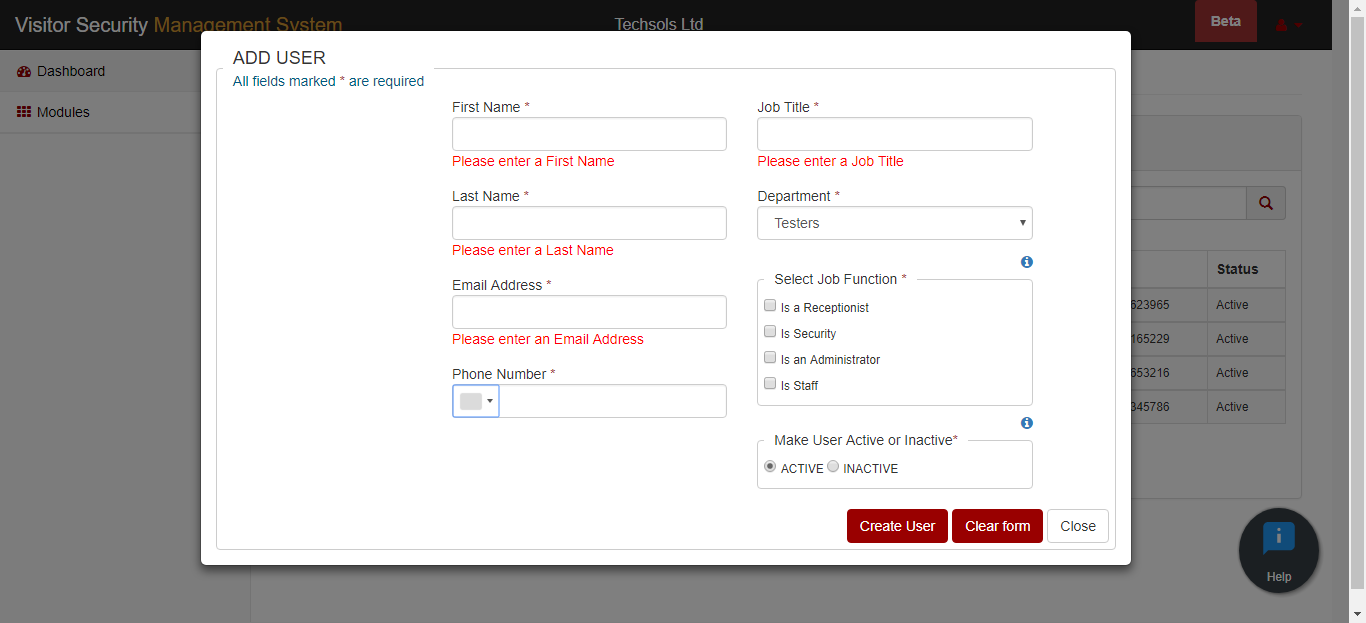 Visitor Security Management System
Techsols Ltd
Beta
Dashboard
Modules
ADD USER
All fields marked * are required
First Name *
Please enter a First Name
Last Name *
Please enter a Last Name
Email Address *
Please enter an Email Address
Phone Number *
Job Title *
Please enter a Job Title
Department *
Testers
Select Job Function *
Is a Receptionist
Is Security
Is an Administrator
Is Staff
Make User Active or Inactive*
ACTIVE INACTIVE
Create User Clear form Close
Status
623965 Active
165229 Active
653216 Active
345786 Active
i
Help